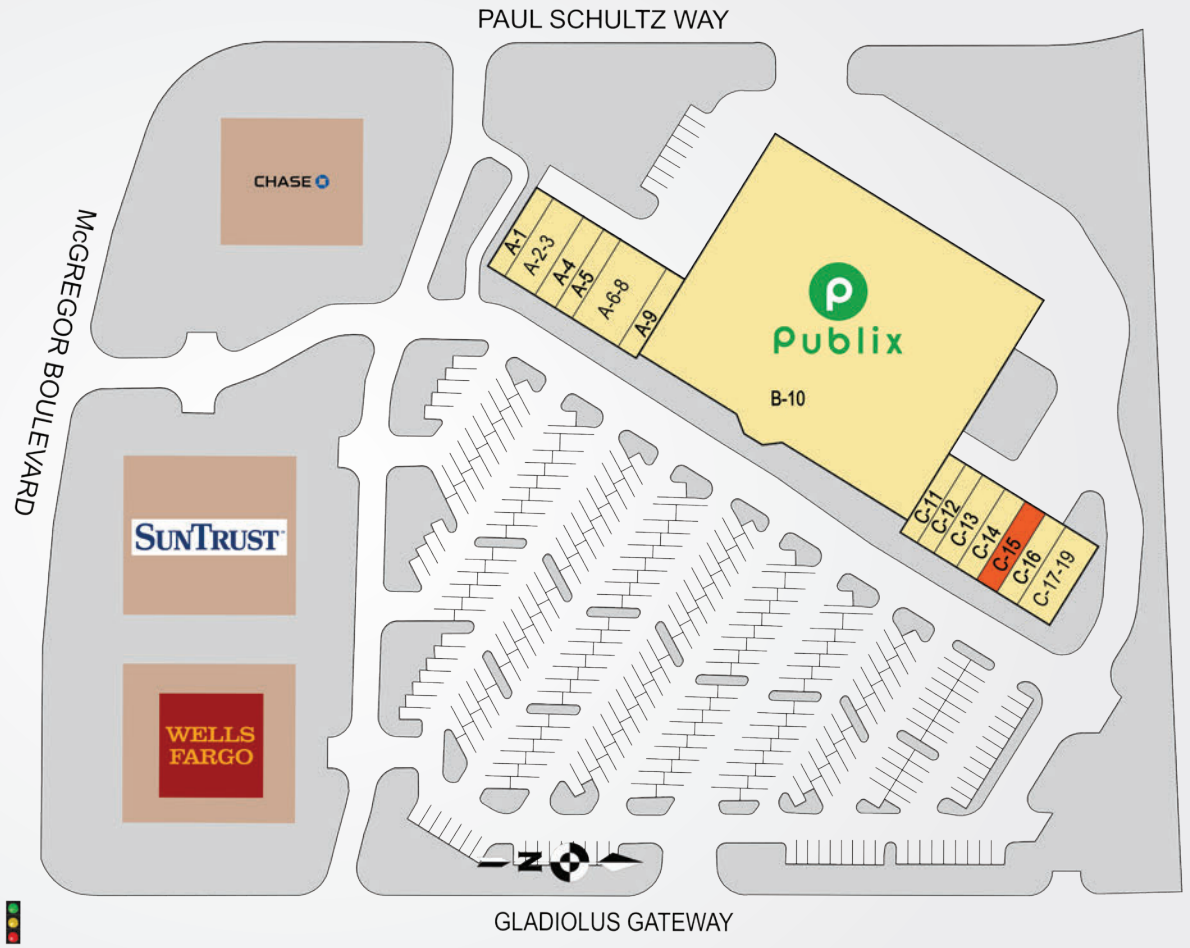 PAUL SCHULTZ WAY
CHASE
McGREGOR BOULEVARD
A-1
A-2-3
A-4
A-5
A-6-8
A-9
Publix
B-10
C-11
C-12
C-13
C-14
C-15
C-16
C-17-19
SUNTRUST
WELLS
FARGO
N
GLADIOLUS GATEWAY